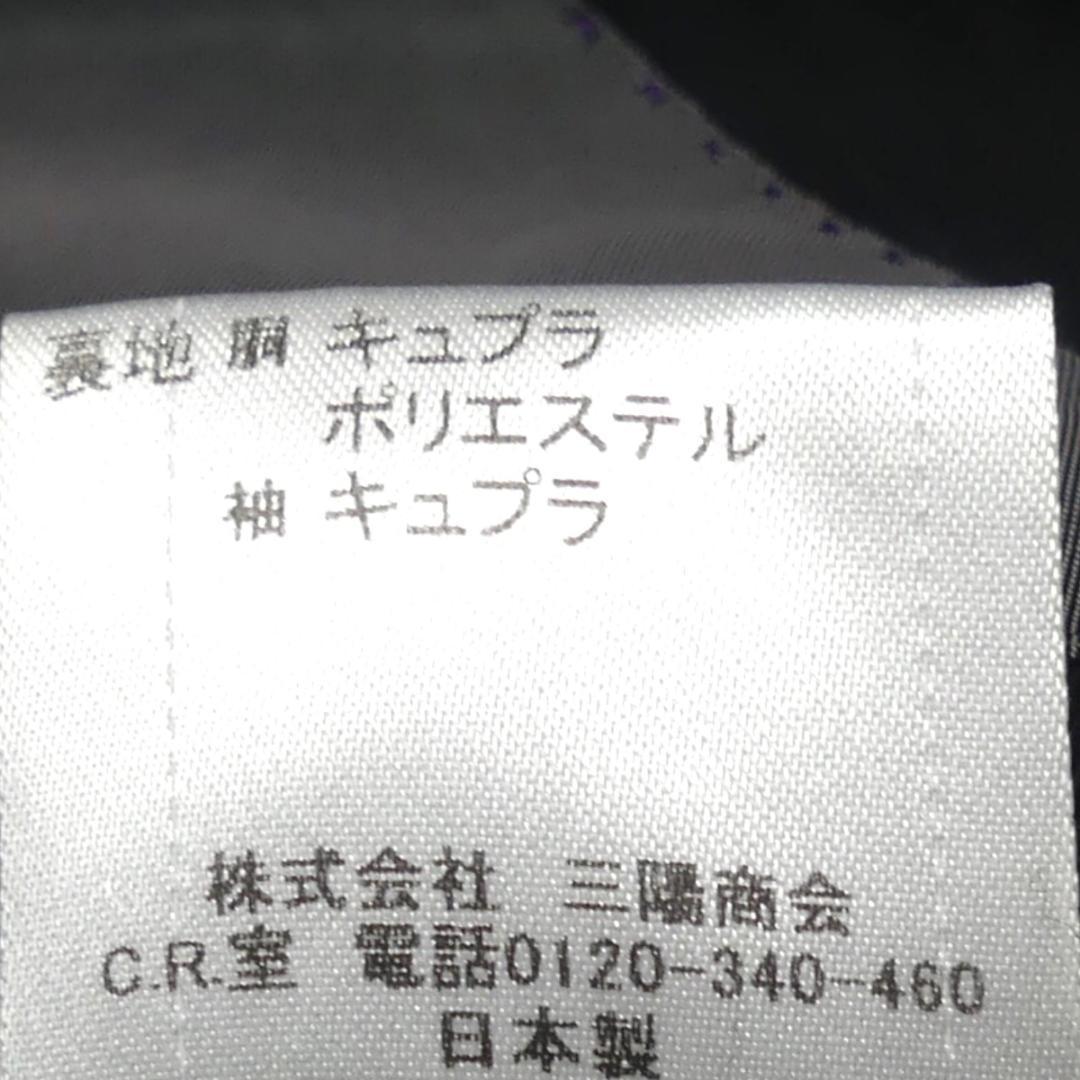 裏地 胴 キュプラ
ポリエステル
袖 キュプラ
株式会社 三陽商会
C.R.室 電話0120-340-460
日本製